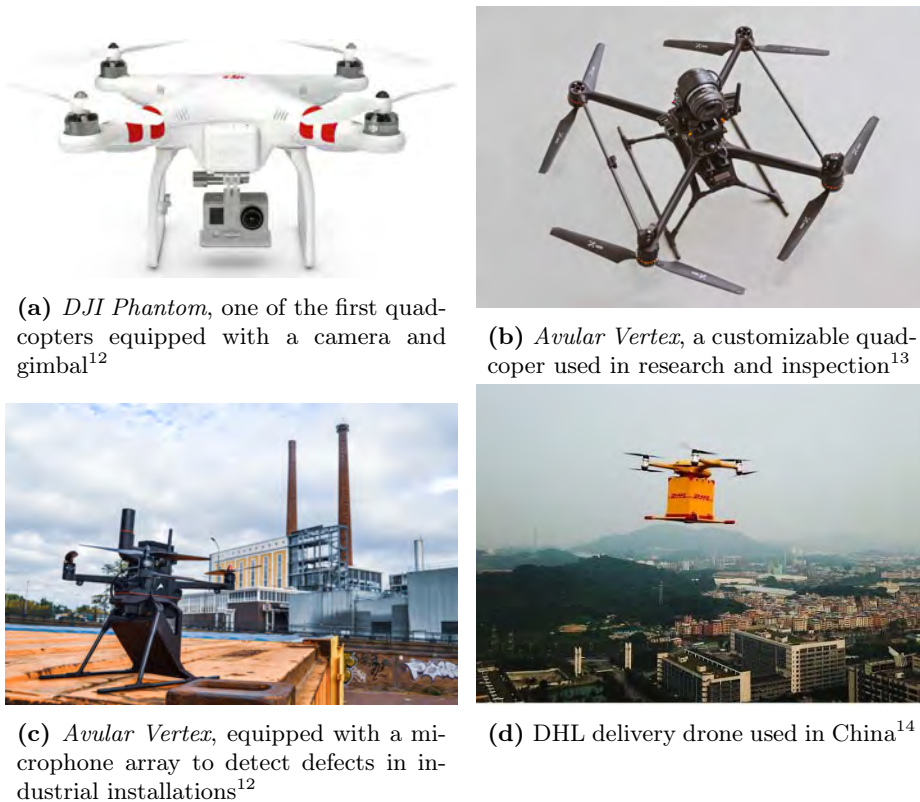 (a) DJI Phantom, one of the first quad-
copters equipped with a camera and
gimbal12
(b) Avular Vertex, a customizable quad-
coper used in research and inspection13
(c) Avular Vertex, equipped with a mi-
crophone array to detect defects in in-
dustrial installations12
DHL
(d) DHL delivery drone used in China14